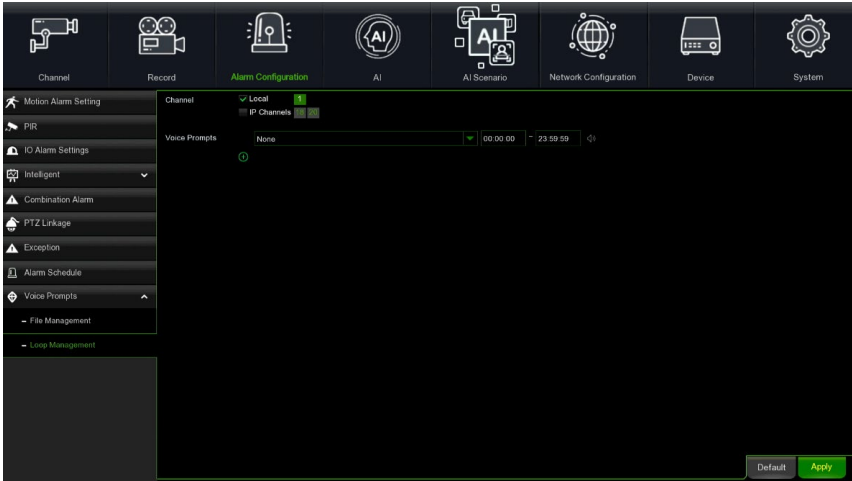 Channel Record Alarm Configuration AI AI Scenario Network Configuration Device System
Motion Alarm Setting
PIR
IO Alarm Settings
Intelligent
Combination Alarm
PTZ Linkage
Exception
Alarm Schedule
Voice Prompts
- File Management
- Loop Management
Channel Local 1
IP Channels 20
Voice Prompts None 00:00:00 - 23:59:59
Default Apply